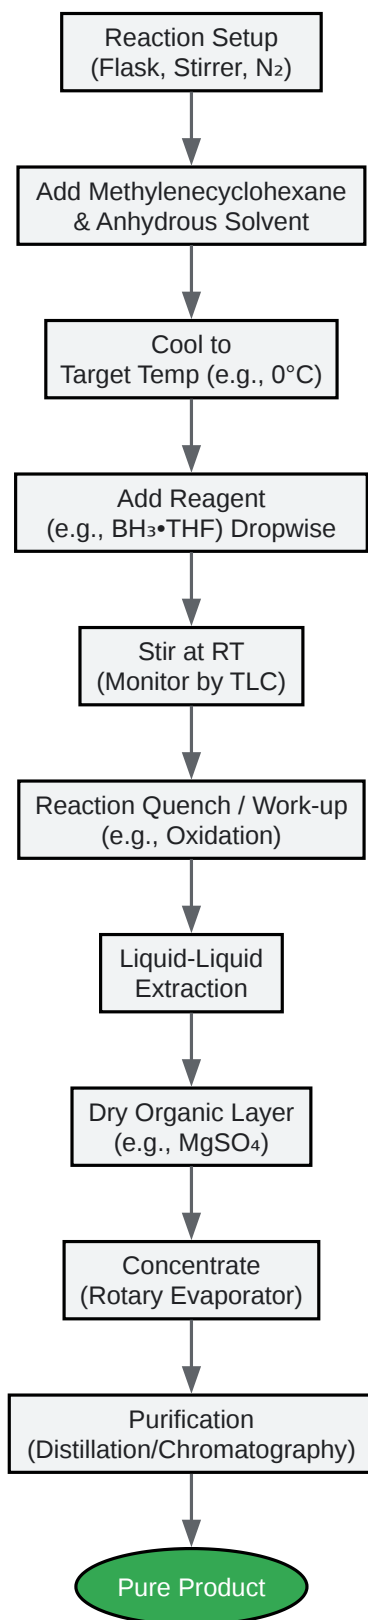 Reaction Setup
(Flask, Stirrer, N₂)
Add Methylenecyclohexane
& Anhydrous Solvent
Cool to
Target Temp (e.g., 0°C)
Add Reagent
(e.g., BH₃•THF) Dropwise
Stir at RT
(Monitor by TLC)
Reaction Quench / Work-up
(e.g., Oxidation)
Liquid-Liquid
Extraction
Dry Organic Layer
(e.g., MgSO₄)
Concentrate
(Rotary Evaporator)
Purification
(Distillation/Chromatography)
Pure Product